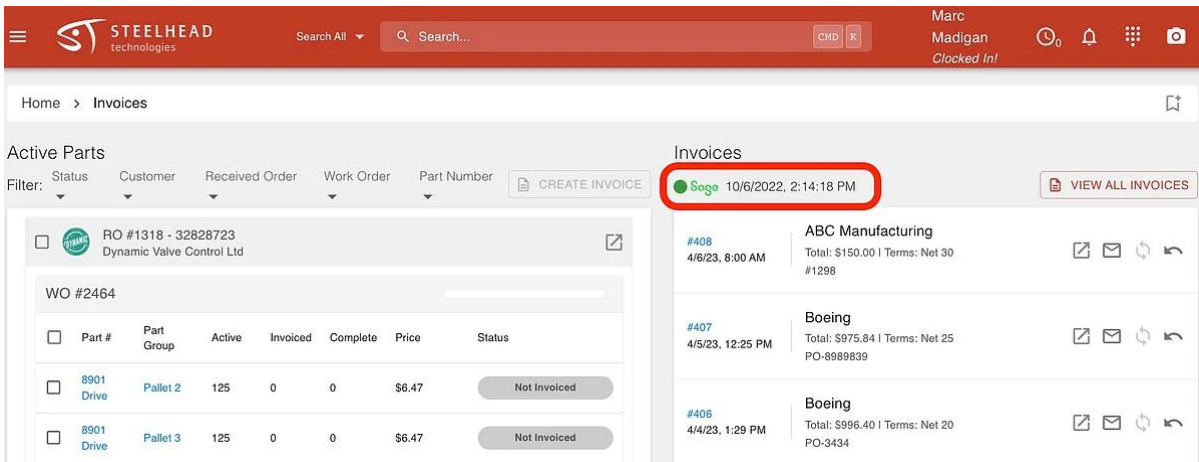 STEELHEAD
technologies
Search All
Search...
CMD K
Marc
Madigan
Clocked In!
0
Home > Invoices
Active Parts
Filter: Status Customer Received Order Work Order Part Number
CREATE INVOICE
RO #1318 - 32828723
DYNAMIC
Dynamic Valve Control Ltd
WO #2464
Part # Part Group Active Invoiced Complete Price Status
8901 Drive Pallet 2 125 0 0 $6.47 Not Invoiced
8901 Drive Pallet 3 125 0 0 $6.47 Not Invoiced
Invoices
Sage 10/6/2022, 2:14:18 PM
VIEW ALL INVOICES
#408
4/6/23, 8:00 AM
ABC Manufacturing
Total: $150.00 | Terms: Net 30
#1298
#407
4/5/23, 12:25 PM
Boeing
Total: $975.84 | Terms: Net 25
PO-8989839
#406
4/4/23, 1:29 PM
Boeing
Total: $996.40 | Terms: Net 20
PO-3434